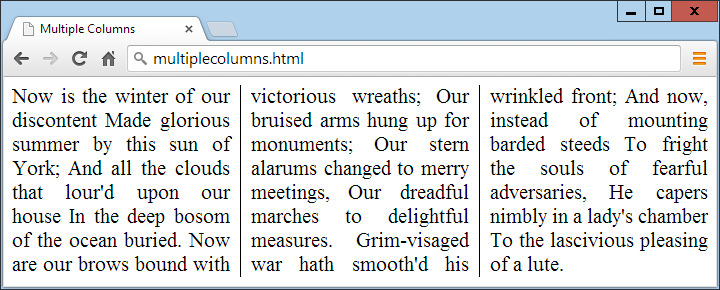 Multiple Columns
multiplecolumns.html
Now is the winter of our
discontent Made glorious
summer by this sun of
York; And all the clouds
that lour'd upon our
house In the deep bosom
of the ocean buried. Now
are our brows bound with
victorious wreaths; Our
bruised arms hung up for
monuments; Our stern
alarums changed to merry
meetings, Our dreadful
marches to delightful
measures. Grim-visaged
war hath smooth'd his
wrinkled front; And now,
instead of mounting
barded steeds To fright
the souls of fearful
adversaries, He capers
nimbly in a lady's chamber
To the lascivious pleasing
of a lute.